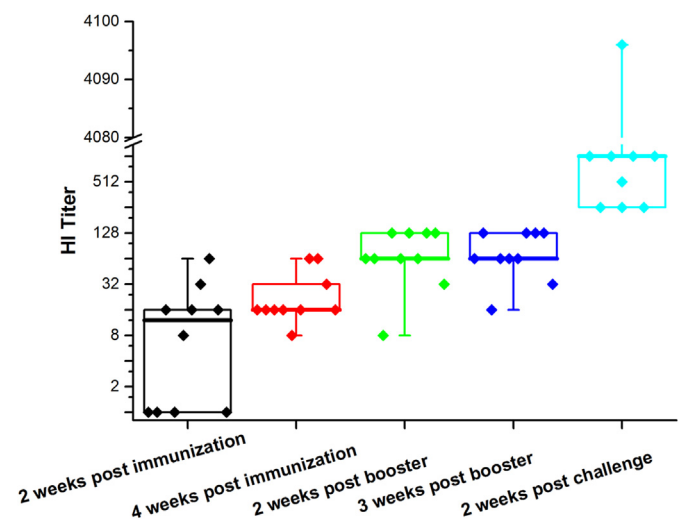 4100
4090
4080
512
128
32
8
2
HI Titer
2 weeks post immunization
4 weeks post immunization
2 weeks post booster
3 weeks post booster
2 weeks post challenge